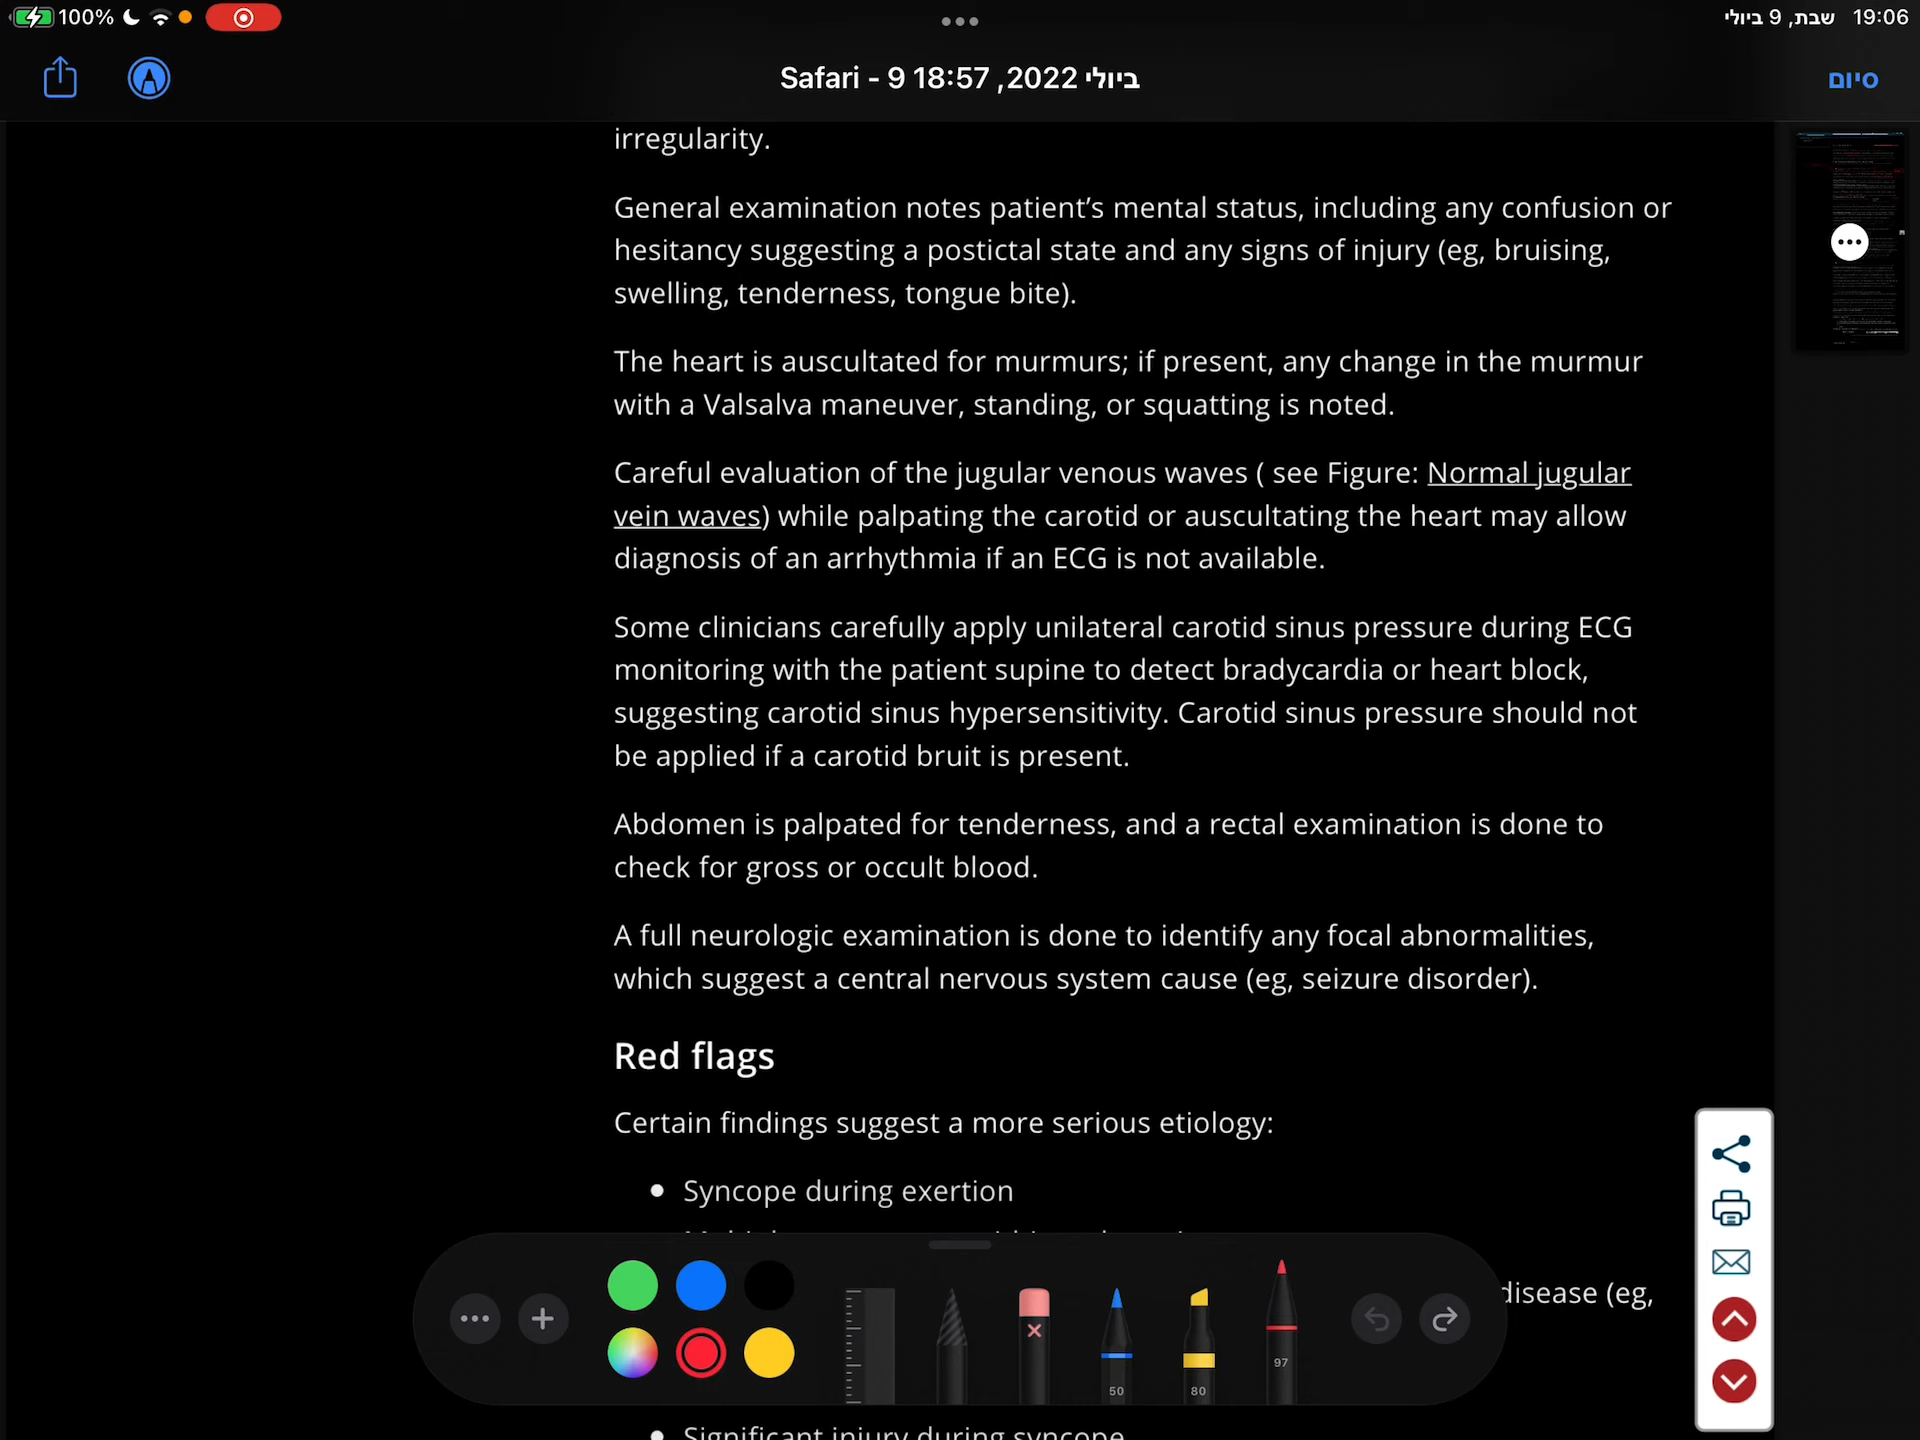 100%
שבת, 9 ביולי 19:06
Safari - 9 ביולי 2022, 18:57
סיום
irregularity.
General examination notes patient’s mental status, including any confusion or
hesitancy suggesting a postictal state and any signs of injury (eg, bruising,
swelling, tenderness, tongue bite).
The heart is auscultated for murmurs; if present, any change in the murmur
with a Valsalva maneuver, standing, or squatting is noted.
Careful evaluation of the jugular venous waves ( see Figure: Normal jugular
vein waves) while palpating the carotid or auscultating the heart may allow
diagnosis of an arrhythmia if an ECG is not available.
Some clinicians carefully apply unilateral carotid sinus pressure during ECG
monitoring with the patient supine to detect bradycardia or heart block,
suggesting carotid sinus hypersensitivity. Carotid sinus pressure should not
be applied if a carotid bruit is present.
Abdomen is palpated for tenderness, and a rectal examination is done to
check for gross or occult blood.
A full neurologic examination is done to identify any focal abnormalities,
which suggest a central nervous system cause (eg, seizure disorder).
Red flags
Certain findings suggest a more serious etiology:
• Syncope during exertion
disease (eg,
50
80
97
• Significant injury during syncope